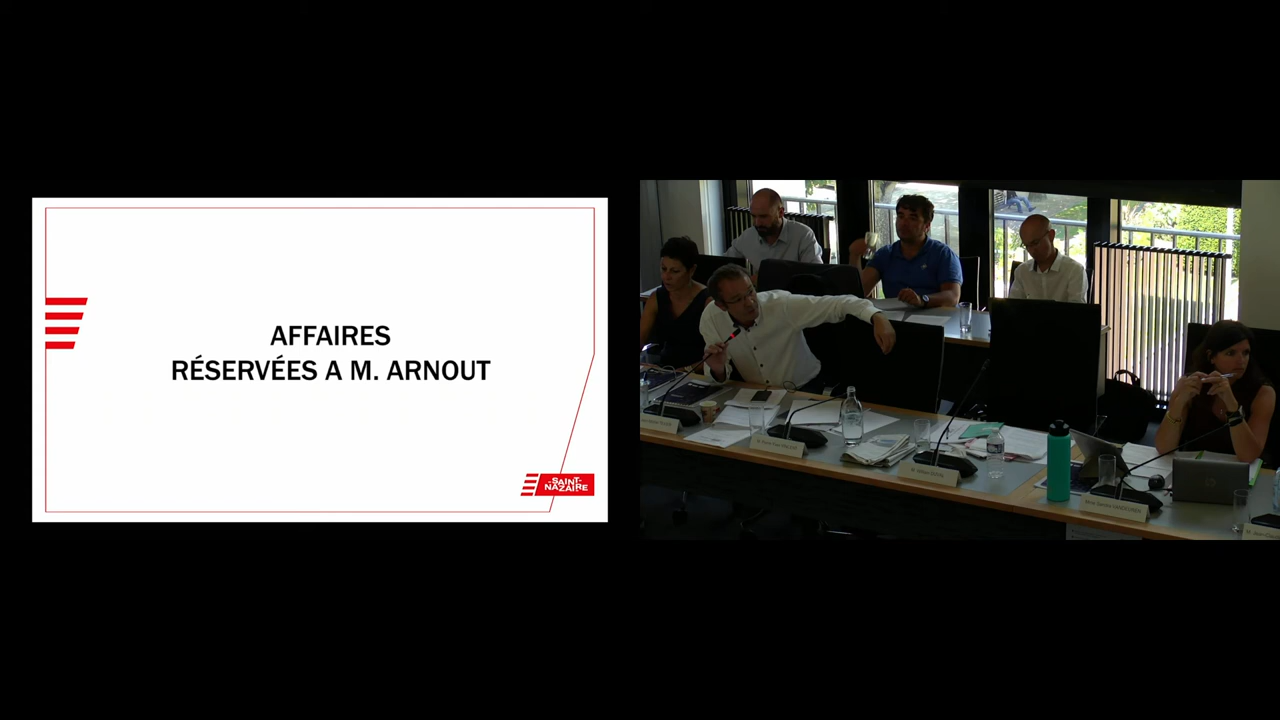 AFFAIRES
RÉSERVÉES A M. ARNOUT
-SAINT-
NAZAIRE